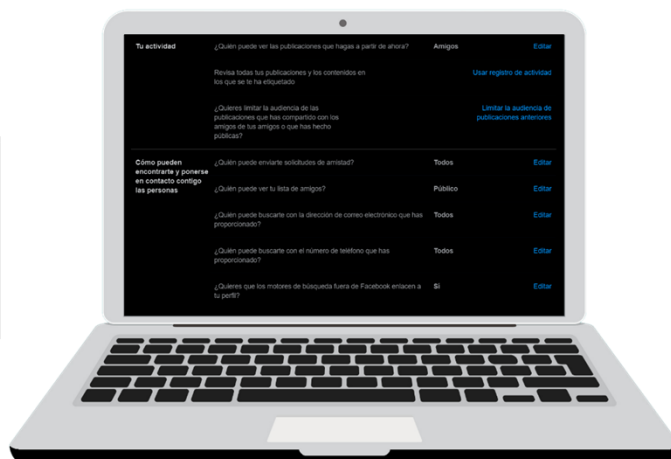 Tu actividad
¿Quién puede ver las publicaciones que hagas a partir de ahora?
Amigos
Editar
Revisa todas tus publicaciones y los contenidos en
los que se te ha etiquetado
Usar registro de actividad
¿Quieres limitar la audiencia de las
publicaciones que has compartido con los
amigos de tus amigos o que has hecho
públicas?
Limitar la audiencia de
publicaciones anteriores
Cómo pueden
encontrarte y ponerse
en contacto contigo
las personas
¿Quién puede enviarte solicitudes de amistad?
Todos
Editar
¿Quién puede ver tu lista de amigos?
Público
Editar
¿Quién puede buscarte con la dirección de correo electrónico que has
proporcionado?
Todos
Editar
¿Quién puede buscarte con el número de teléfono que has
proporcionado?
Todos
Editar
¿Quieres que los motores de búsqueda fuera de Facebook enlacen a
tu perfil?
Sí
Editar